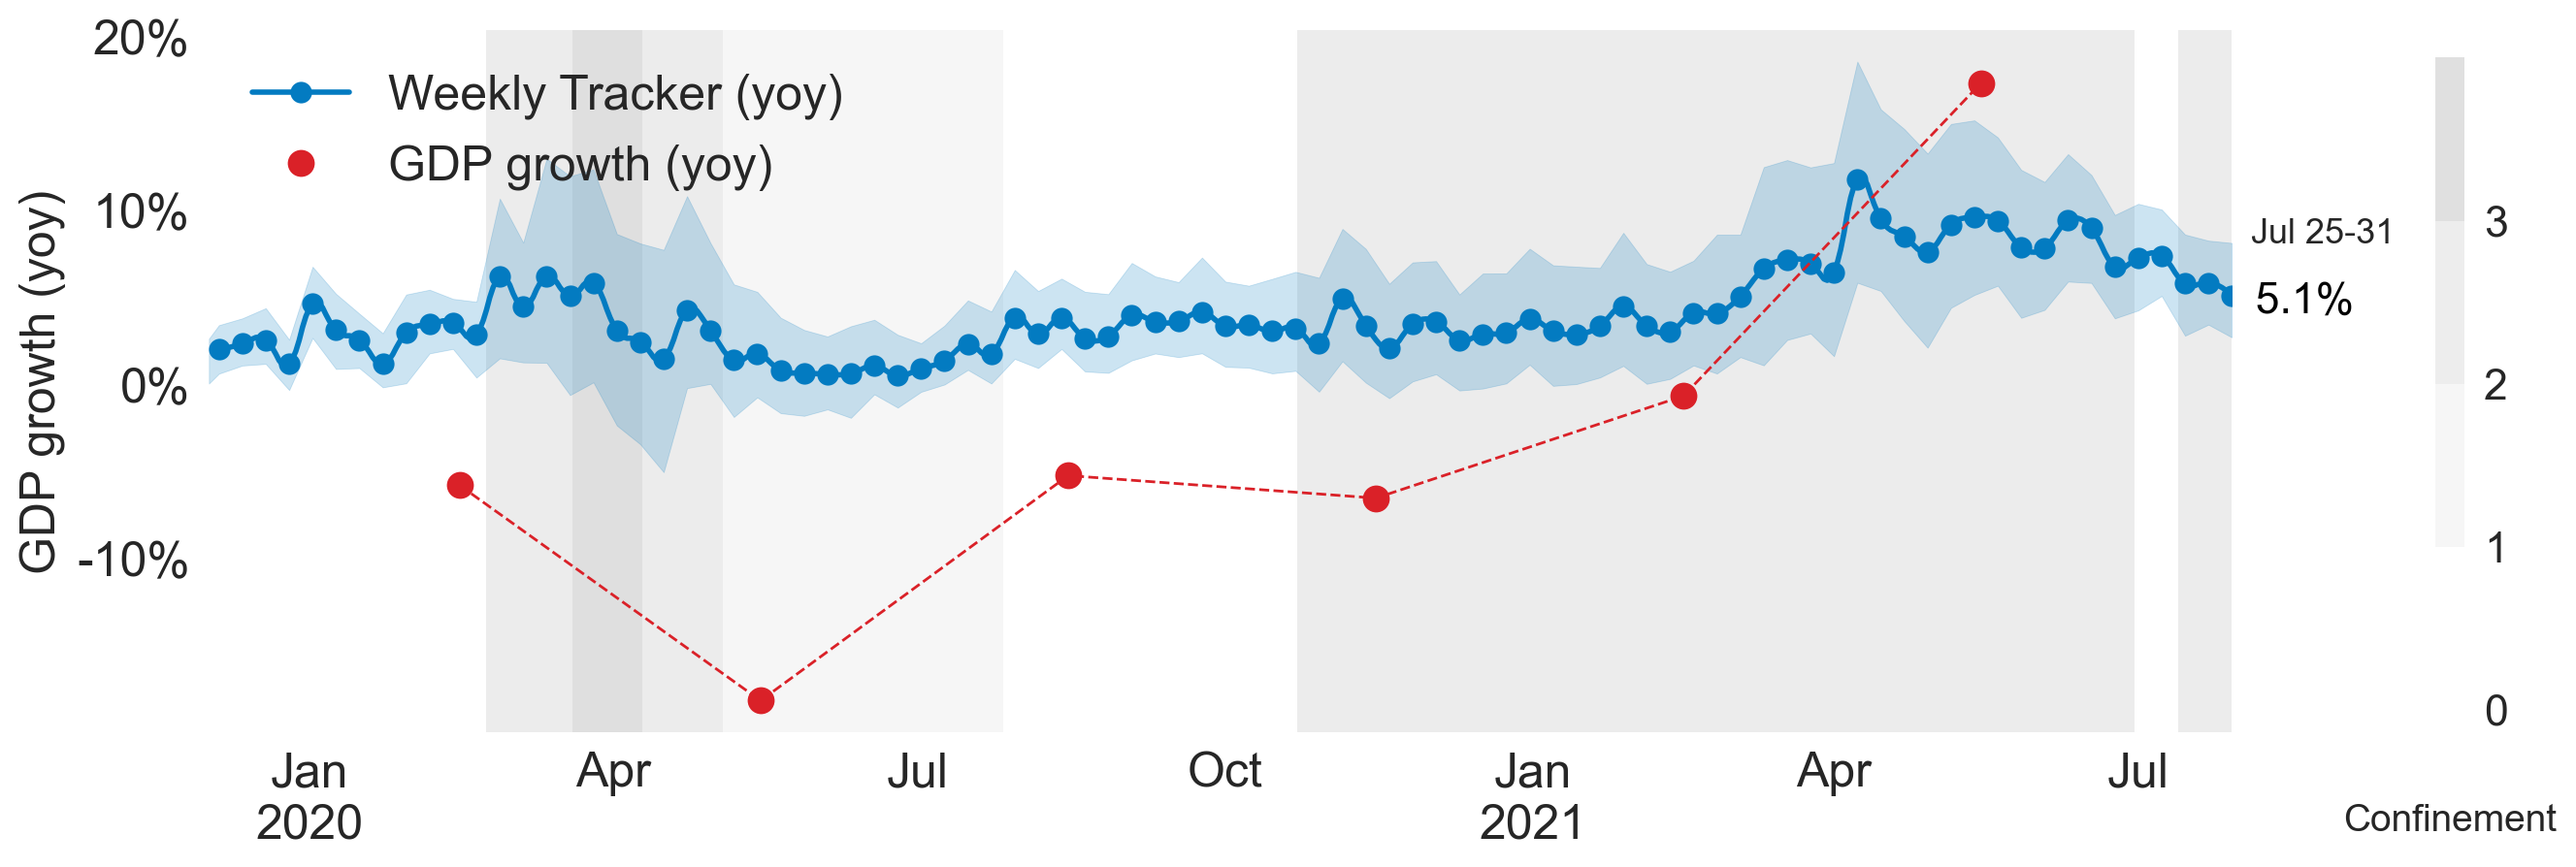 20%
10%
0%
-10%
GDP growth (yoy)
Weekly Tracker (yoy)
GDP growth (yoy)
Jul 25-31
5.1%
3
2
1
0
Jan Apr Jul Oct Jan Apr Jul
2020 2021
Confinement